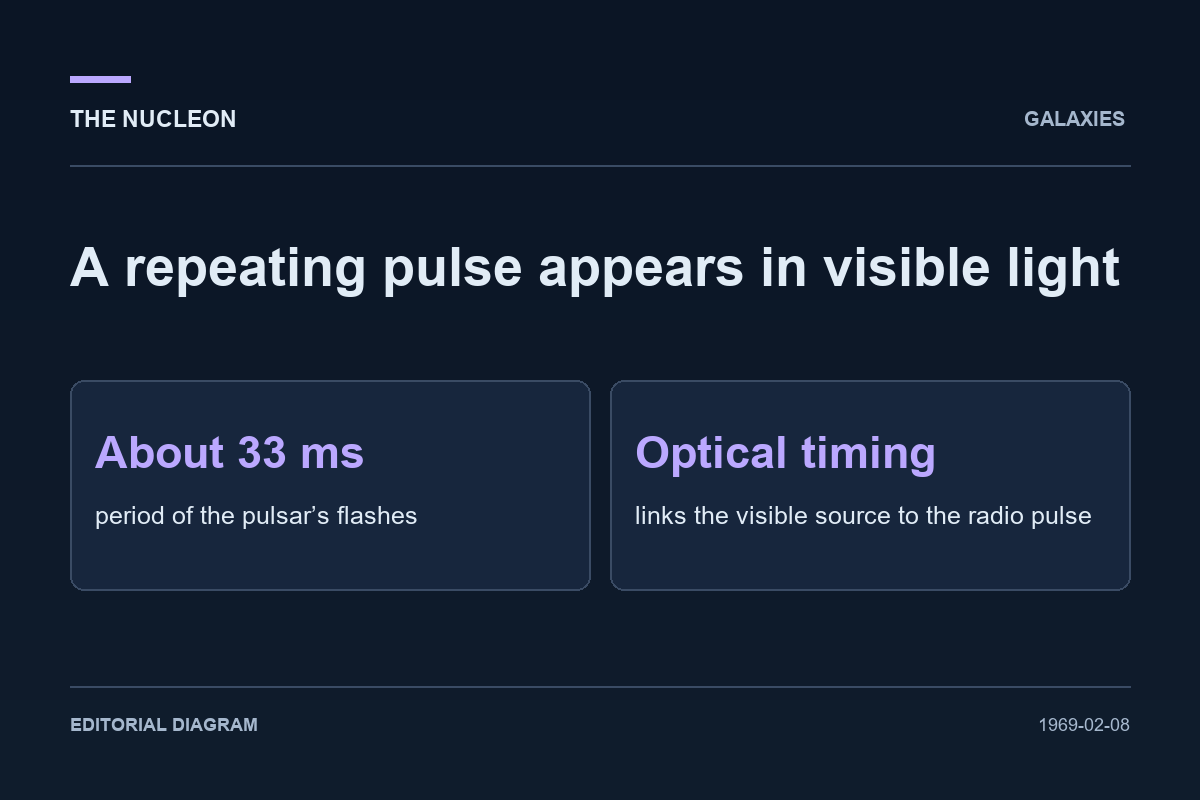 THE NUCLEON
GALAXIES
A repeating pulse appears in visible light
About 33 ms
period of the pulsar’s flashes
Optical timing
links the visible source to the radio pulse
EDITORIAL DIAGRAM
1969-02-08